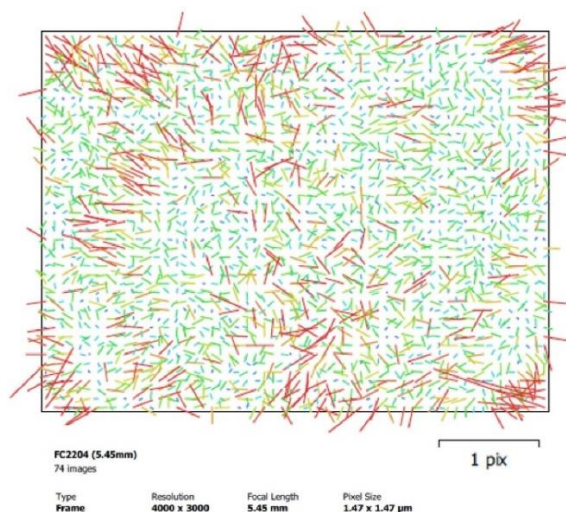 1 pix
FC2204 (5.45mm)
74 images
Type Resolution Focal Length Pixel Size
Frame 4000 x 3000 5.45 mm 1.47 x 1.47 µm